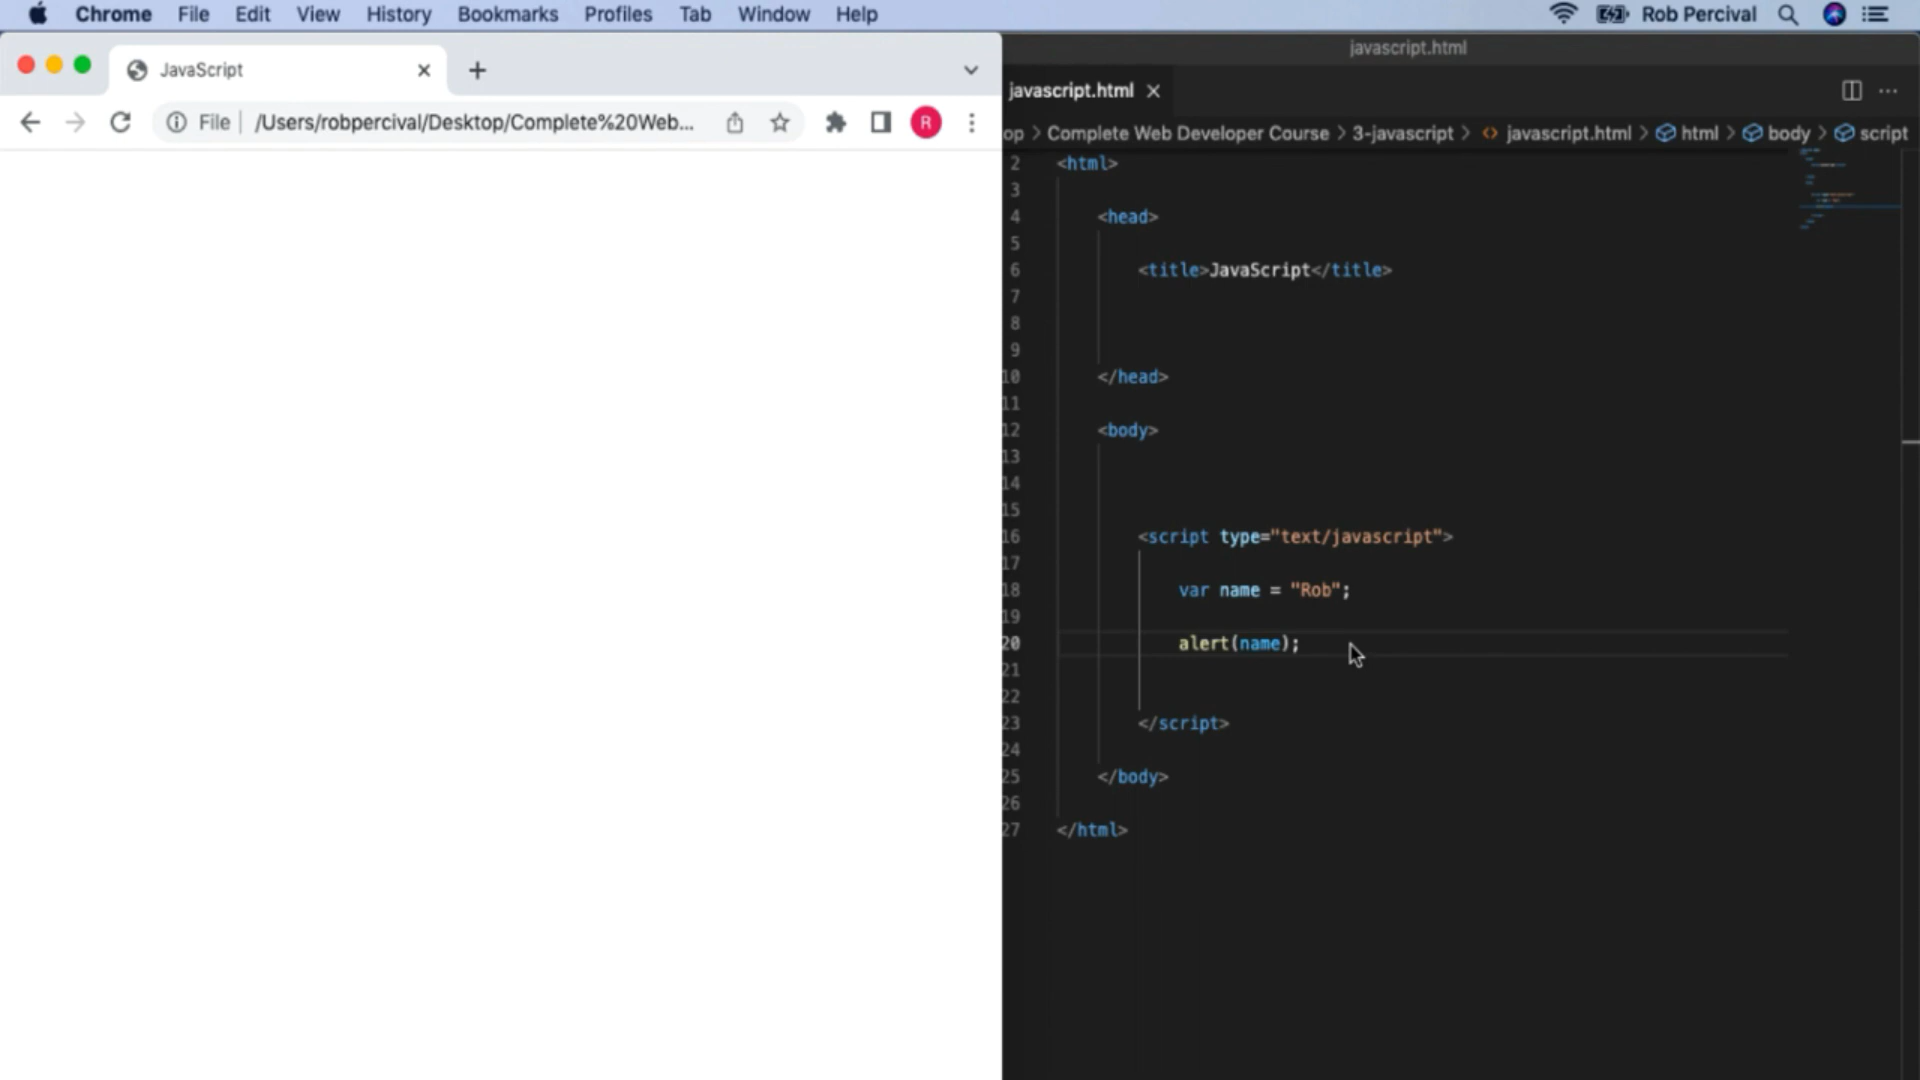 Chrome File Edit View History Bookmarks Profiles Tab Window Help
Rob Percival
JavaScript
File /Users/robpercival/Desktop/Complete%20Web...
R
javascript.html
javascript.html
op > Complete Web Developer Course > 3-javascript > <> javascript.html > html > body > script
2 <html>
3
4 <head>
5
6 <title>JavaScript</title>
7
8
9
10 </head>
11
12 <body>
13
14
15
16 <script type="text/javascript">
17
18 var name = "Rob";
19
20 alert(name);
21
22
23 </script>
24
25 </body>
26
27 </html>